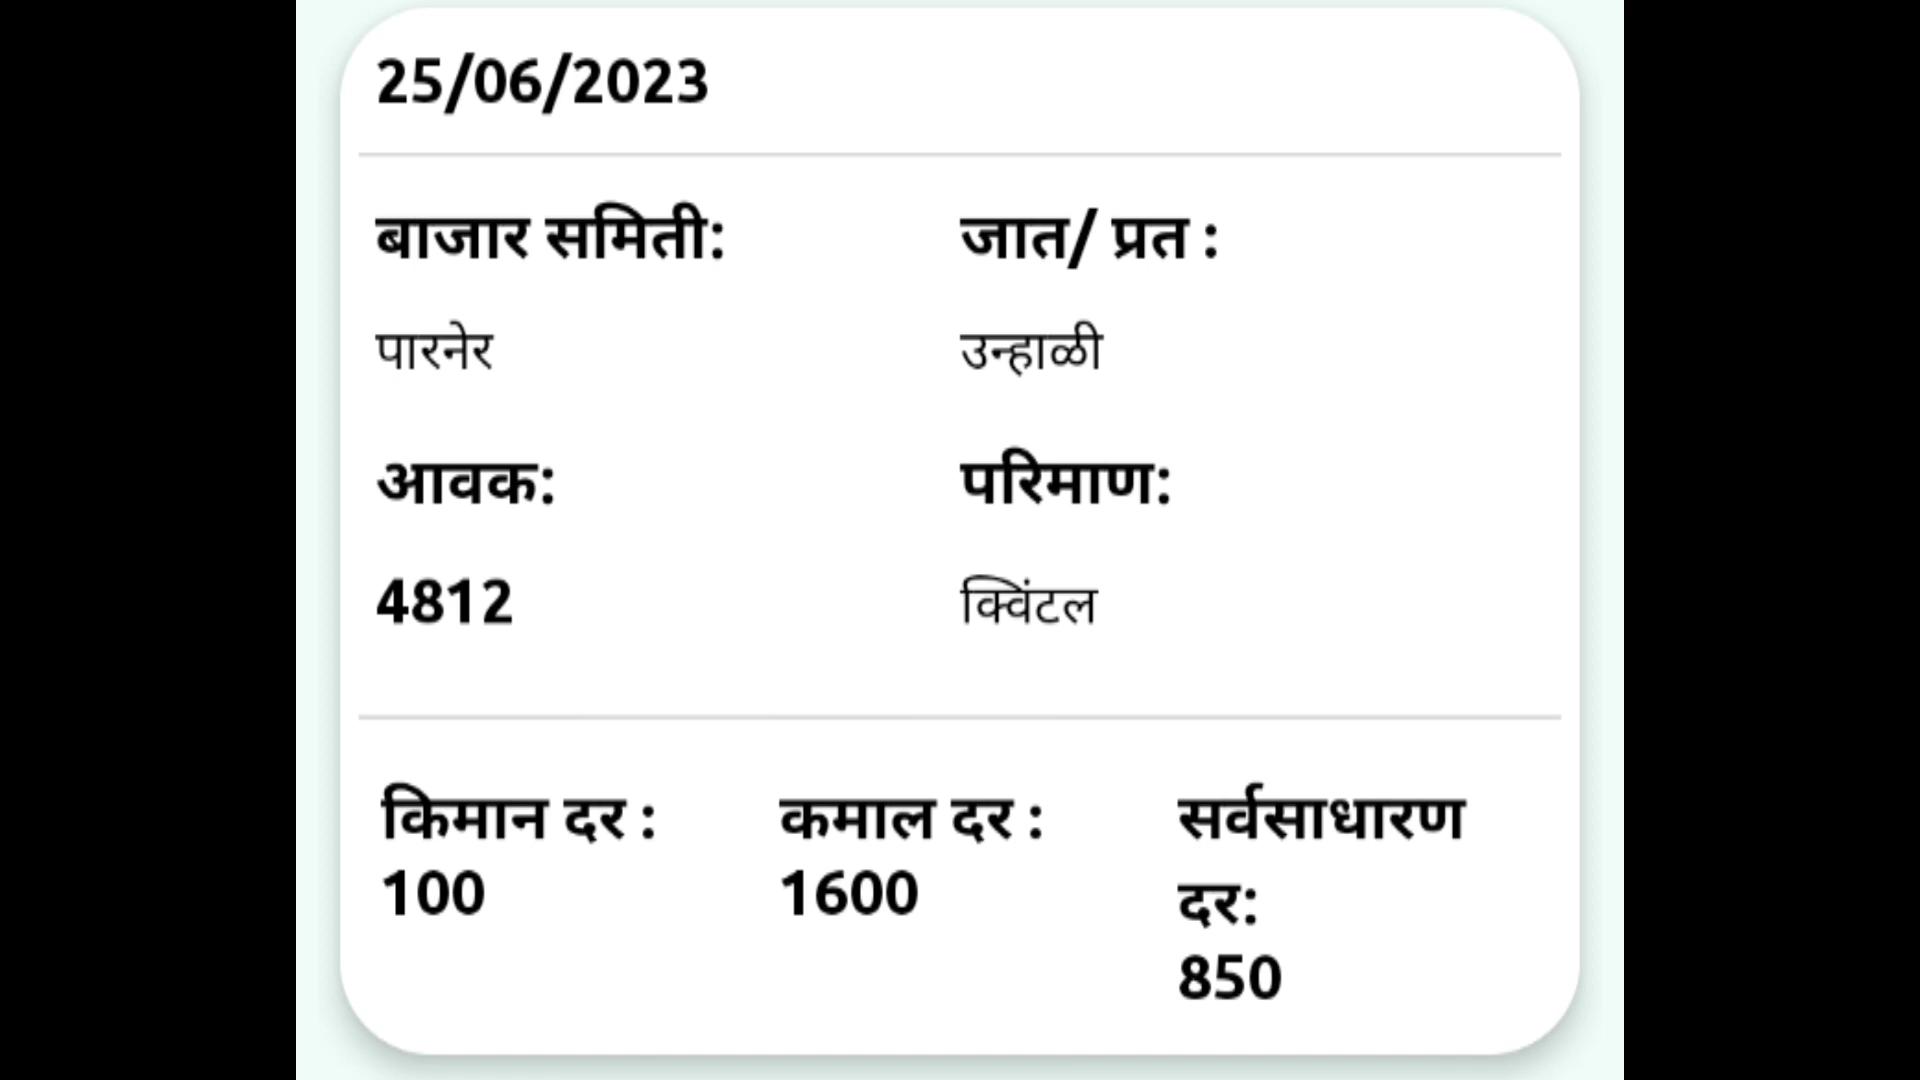 25/06/2023
बाजार समिती: जात/ प्रत :
पारनेर उन्हाळी
आवक: परिमाण:
4812 क्विंटल
किमान दर : कमाल दर : सर्वसाधारण
100 1600 दर:
850